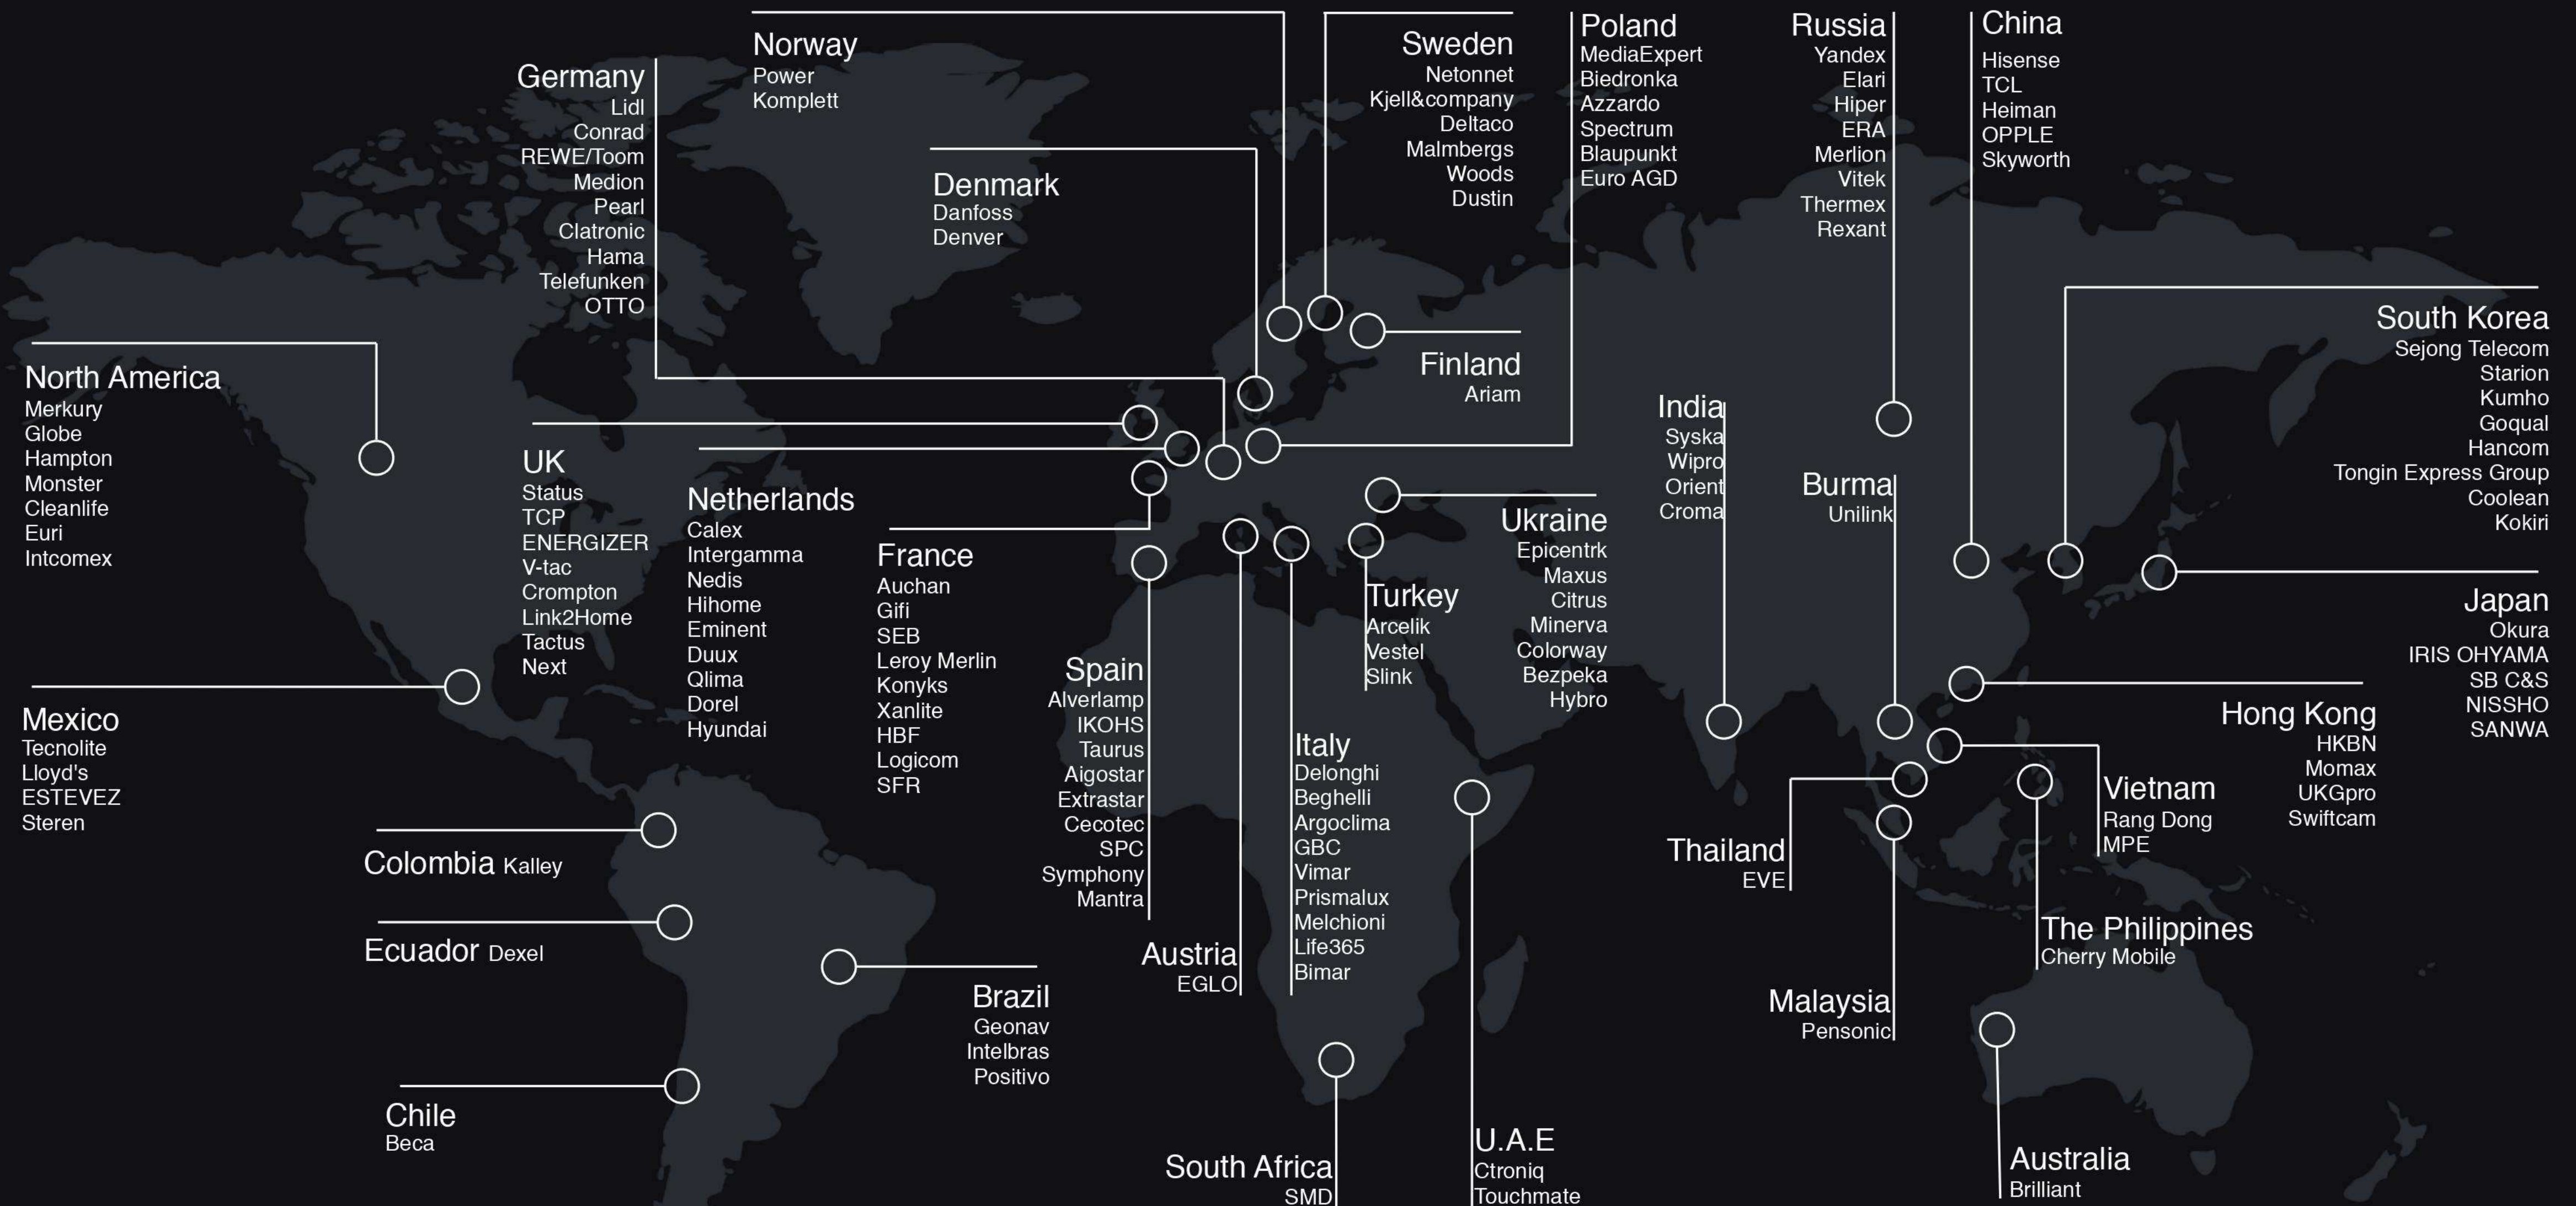 Norway
Power
Komplett
Germany
Lidl
Conrad
REWE/Toom
Medion
Pearl
Clatronic
Hama
Telefunken
OTTO
Denmark
Danfoss
Denver
Sweden
Netonnet
Kjell&company
Deltaco
Malmbergs
Woods
Dustin
Poland
MediaExpert
Biedronka
Azzardo
Spectrum
Blaupunkt
Euro AGD
Russia
Yandex
Elari
Hiper
ERA
Merlion
Vitek
Thermex
Rexant
China
Hisense
TCL
Heiman
OPPLE
Skyworth
South Korea
Sejong Telecom
Starion
Kumho
Goqual
Hancom
Tongin Express Group
Coolean
Kokiri
North America
Merkury
Globe
Hampton
Monster
Cleanlife
Euri
Intcomex
Finland
Ariam
UK
Status
TCP
ENERGIZER
V-tac
Crompton
Link2Home
Tactus
Next
Netherlands
Calex
Intergamma
Nedis
Hihome
Eminent
Duux
Qlima
Dorel
Hyundai
France
Auchan
Gifi
SEB
Leroy Merlin
Konyks
Xanlite
HBF
Logicom
SFR
Spain
Alverlamp
IKOHS
Taurus
Aigostar
Extrastar
Cecotec
SPC
Symphony
Mantra
Turkey
Arcelik
Vestel
Slink
Ukraine
Epicentrk
Maxus
Citrus
Minerva
Colorway
Bezpeka
Hybro
India
Syska
Wipro
Orient
Croma
Burma
Unilink
Japan
Okura
IRIS OHYAMA
SB C&S
NISSHO
SANWA
Mexico
Tecnolite
Lloyd's
ESTEVEZ
Steren
Italy
Delonghi
Beghelli
Argoclima
GBC
Vimar
Prismalux
Melchioni
Life365
Bimar
Hong Kong
HKBN
Momax
UKGpro
Swiftcam
Vietnam
Rang Dong
MPE
Colombia Kalley
Thailand
EVE
Ecuador Dexel
Austria
EGLO
The Philippines
Cherry Mobile
Brazil
Geonav
Intelbras
Positivo
Malaysia
Pensonic
Chile
Beca
South Africa
SMD
U.A.E
Ctroniq
Touchmate
Australia
Brilliant